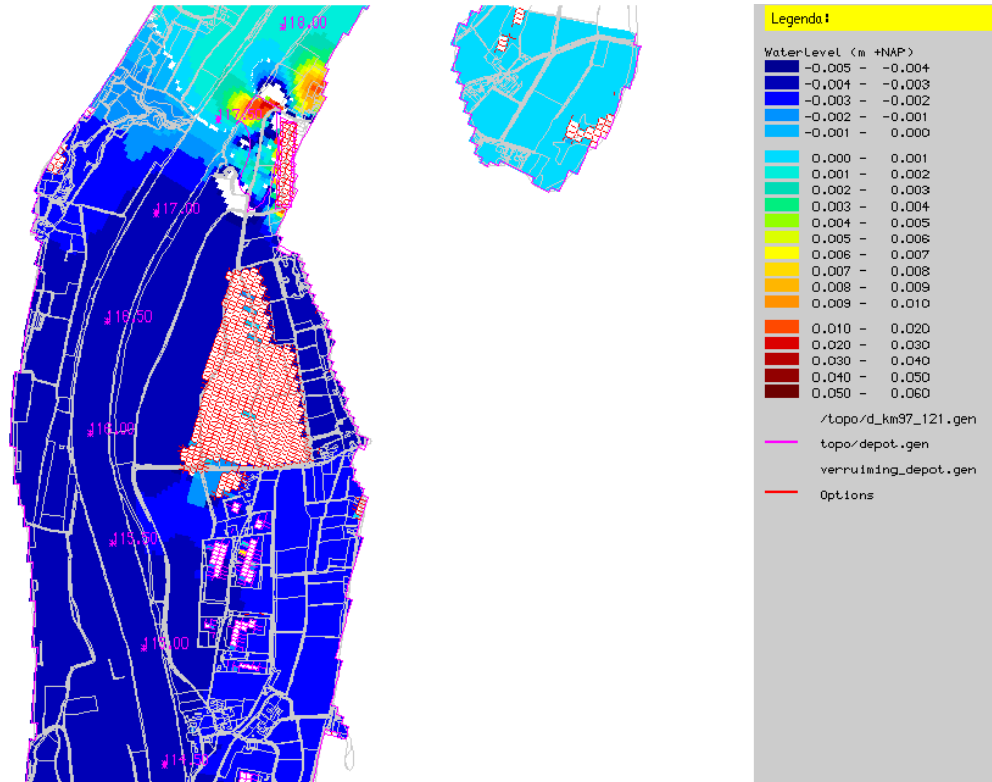 118.00
117.00
116.50
116.00
115.50
114.50
Legenda:
WaterLevel (m +NAP)
-0.005 - -0.004
-0.004 - -0.003
-0.003 - -0.002
-0.002 - -0.001
-0.001 - 0.000
0.000 - 0.001
0.001 - 0.002
0.002 - 0.003
0.003 - 0.004
0.004 - 0.005
0.005 - 0.006
0.006 - 0.007
0.007 - 0.008
0.008 - 0.009
0.009 - 0.010
0.010 - 0.020
0.020 - 0.030
0.030 - 0.040
0.040 - 0.050
0.050 - 0.060
/topo/d_km97_121.gen
topo/depot.gen
verruiming_depot.gen
Options